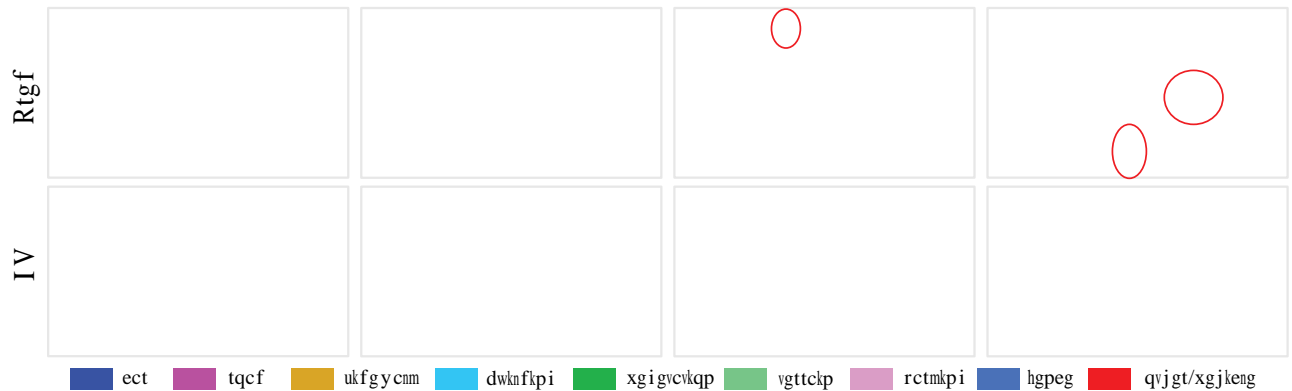 Rtgf
IV
ect tqcf ukfgycnm dwknfkpi xgigvcvkqp vgttckp rctmkpi hgpeg qvjgt/xgjkeng